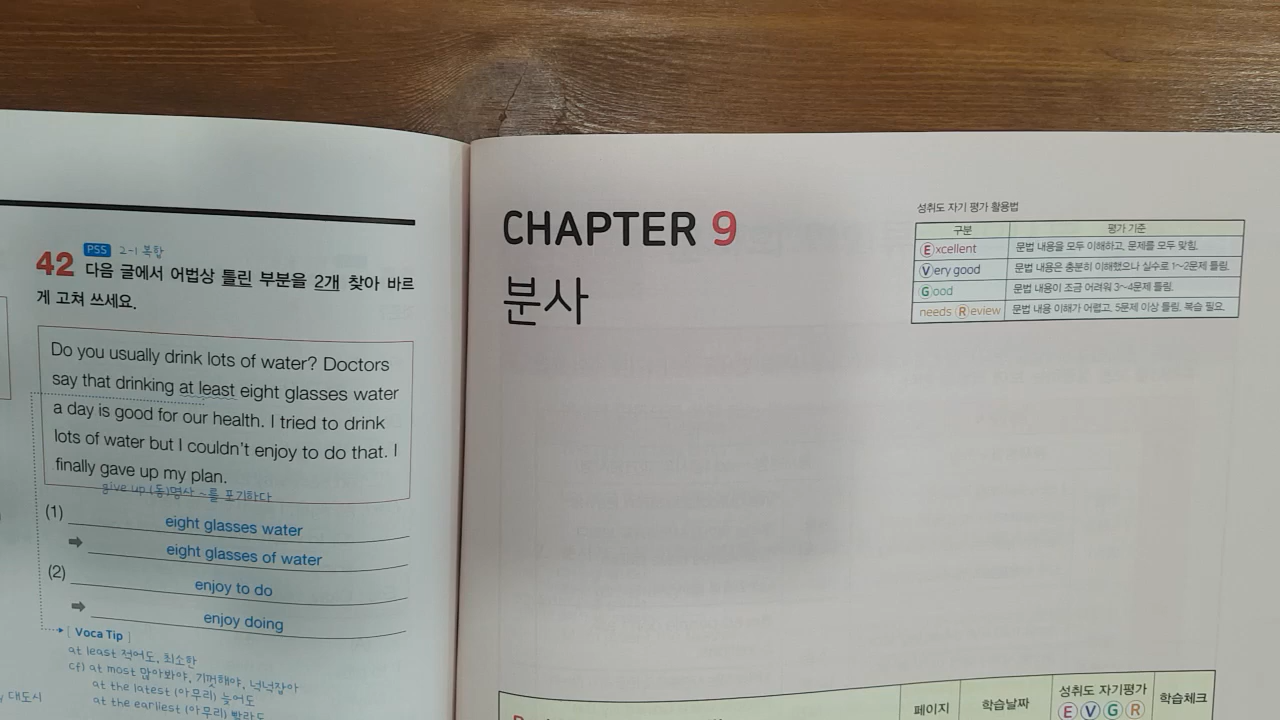 PSS 2-1 복합
42 다음 글에서 어법상 틀린 부분을 2개 찾아 바르
게 고쳐 쓰세요.
Do you usually drink lots of water? Doctors
say that drinking at least eight glasses water
a day is good for our health. I tried to drink
lots of water but I couldn't enjoy to do that. I
finally gave up my plan.
give up (동)명사 ~를 포기하다
(1) eight glasses water
➡ eight glasses of water
(2) enjoy to do
➡ enjoy doing
Voca Tip
at least 적어도, 최소한
cf) at most 많아봐야, 기껏해야, 넉넉잡아
at the latest (아무리) 늦어도
at the earliest (아무리) 빨라도
대도시
CHAPTER 9
분사
성취도 자기 평가 활용법
구분 평가 기준
Excellent 문법 내용을 모두 이해하고, 문제를 모두 맞힘.
Very good 문법 내용은 충분히 이해했으나 실수로 1~2문제 틀림.
Good 문법 내용이 조금 어려워 3~4문제 틀림.
needs Review 문법 내용 이해가 어렵고, 5문제 이상 틀림. 복습 필요.
페이지 학습날짜 성취도 자기평가 학습체크
E V G R